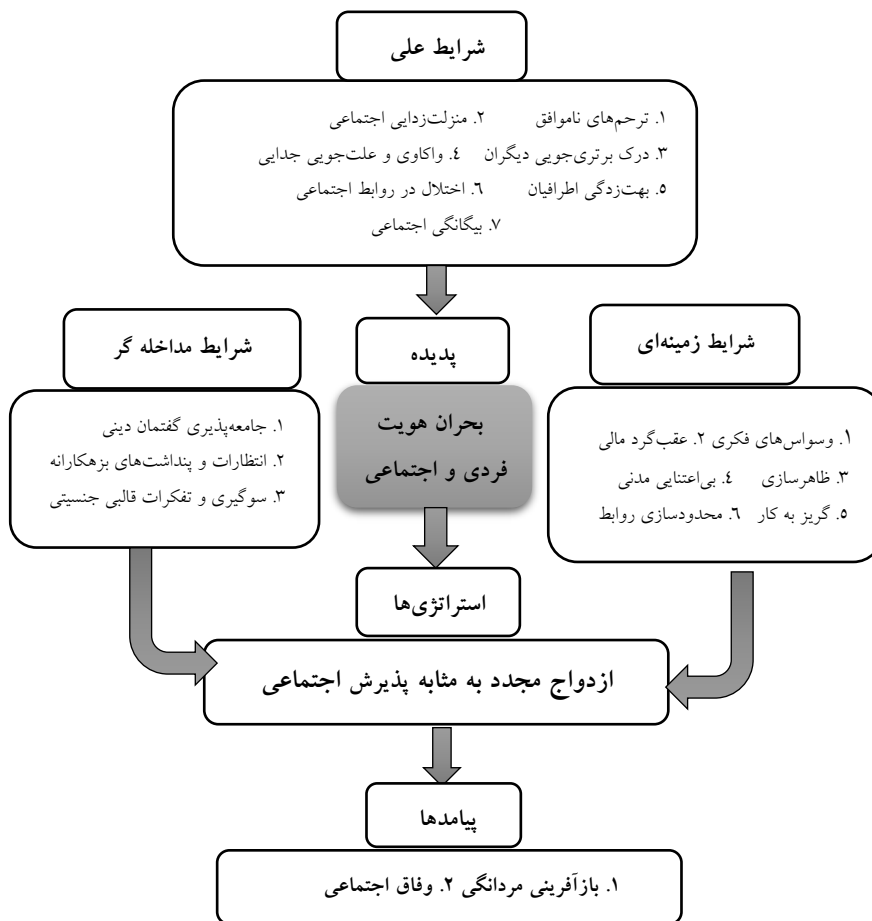 شرایط علی
۱. ترحم‌های ناموافق ۲. منزلت‌زدایی اجتماعی
۳. درک برتری‌جویی دیگران ۴. واکاوی و علت‌جویی جدایی
۵. بهت‌زدگی اطرافیان ۶. اختلال در روابط اجتماعی
۷. بیگانگی اجتماعی
شرایط زمینه‌ای
۱. وسواس‌های فکری ۲. عقب‌گرد مالی
۳. ظاهرسازی ۴. بی‌اعتنایی مدنی
۵. گریز به کار ۶. محدودسازی روابط
پدیده
بحران هویت
فردی و اجتماعی
شرایط مداخله گر
۱. جامعه‌پذیری گفتمان دینی
۲. انتظارات و پنداشت‌های بزهکارانه
۳. سوگیری و تفکرات قالبی جنسیتی
استراتژی‌ها
ازدواج مجدد به مثابه پذیرش اجتماعی
پیامدها
۱. بازآفرینی مردانگی ۲. وفاق اجتماعی